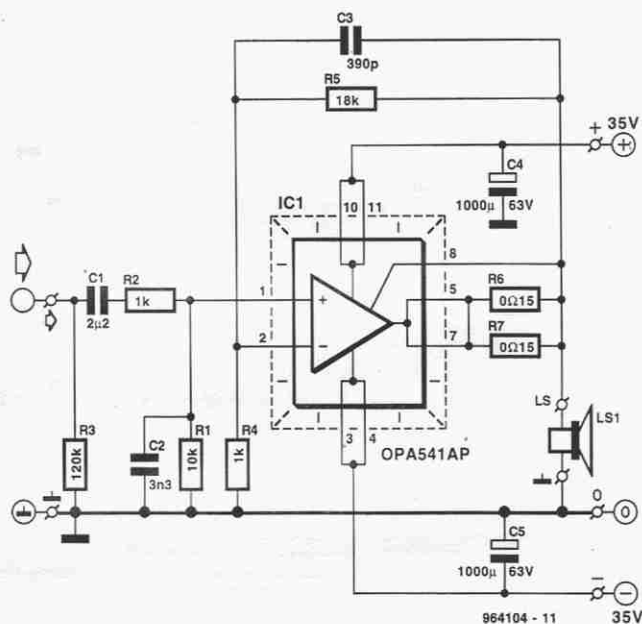 C3
390p
R5
18k
+ 35V
+
C4
1000µ 63V
IC1
10 11
8
C1
2µ2
R2
1k
1
+
5
R6
0Ω15
2
−
7
R7
0Ω15
LS
LS1
R3
120k
C2
3n3
R1
10k
R4
1k
3 4
OPA541AP
0
0
C5
1000µ 63V
−
−
35V
964104 - 11